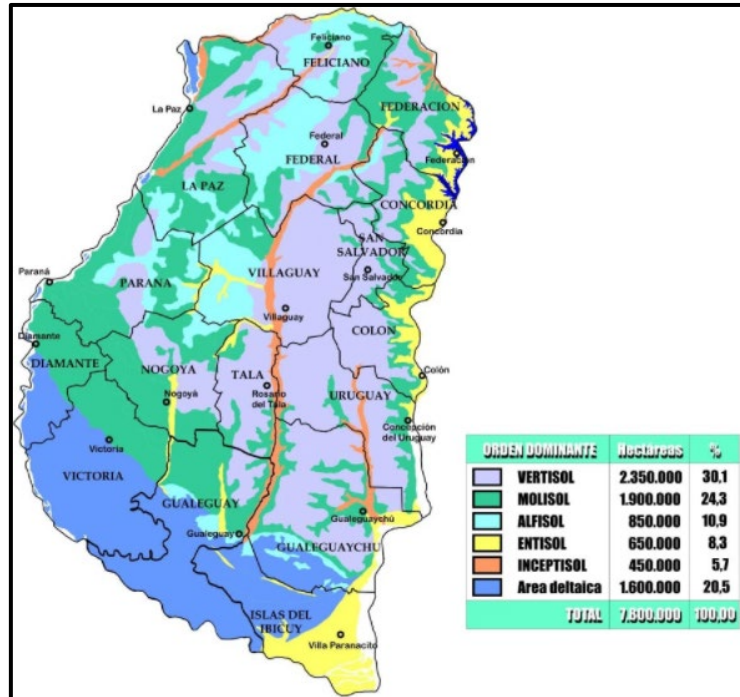 Feliciano
FELICIANO
La Paz
FEDERACION
Federal
FEDERAL
Federación
LA PAZ
CONCORDIA
Concordia
SAN
SALVADOR
San Salvador
Paraná
PARANA
VILLAGUAY
Villaguay
COLON
Diamante
DIAMANTE
NOGOYA
TALA
Colón
Nogoyá
Rosario
del Tala
URUGUAY
Concepción
del Uruguay
Victoria
VICTORIA
GUALEGUAY
Gualeguaychú
Gualeguay
GUALEGUAYCHU
ISLAS DEL
IBICUY
Villa Paranacito
ORDEN DOMINANTE Hectáreas %
VERTISOL 2.350.000 30,1
MOLISOL 1.900.000 24,3
ALFISOL 850.000 10,9
ENTISOL 650.000 8,3
INCEPTISOL 450.000 5,7
Area deltaica 1.600.000 20,5
TOTAL 7.800.000 100,00